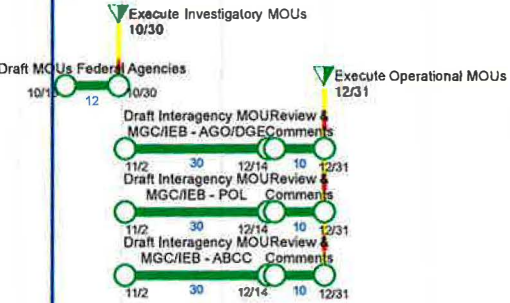 Execute Investigatory MOUs
10/30
Draft MOUs Federal Agencies
10/1
12
10/30
Execute Operational MOUs
12/31
Draft Interagency MOU Review &
MGC/IEB - AGO/DGE Comments
11/2 30 12/14 10 12/31
Draft Interagency MOU Review &
MGC/IEB - POL Comments
11/2 30 12/14 10 12/31
Draft Interagency MOU Review &
MGC/IEB - ABCC Comments
11/2 30 12/14 10 12/31